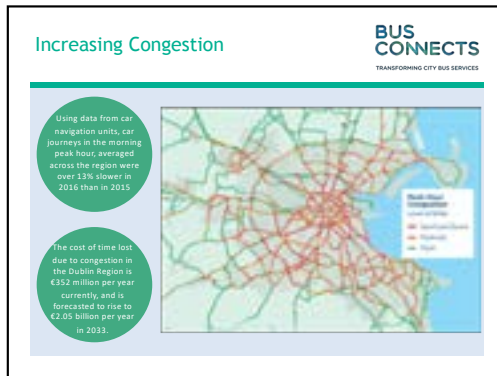 Increasing Congestion
BUS
CONNECTS
TRANSFORMING CITY BUS SERVICES
Using data from car
navigation units, car
journeys in the morning
peak hour, averaged
across the region were
over 13% slower in
2016 than in 2015
The cost of time lost
due to congestion in
the Dublin Region is
€352 million per year
currently, and is
forecasted to rise to
€2.05 billion per year
in 2033.